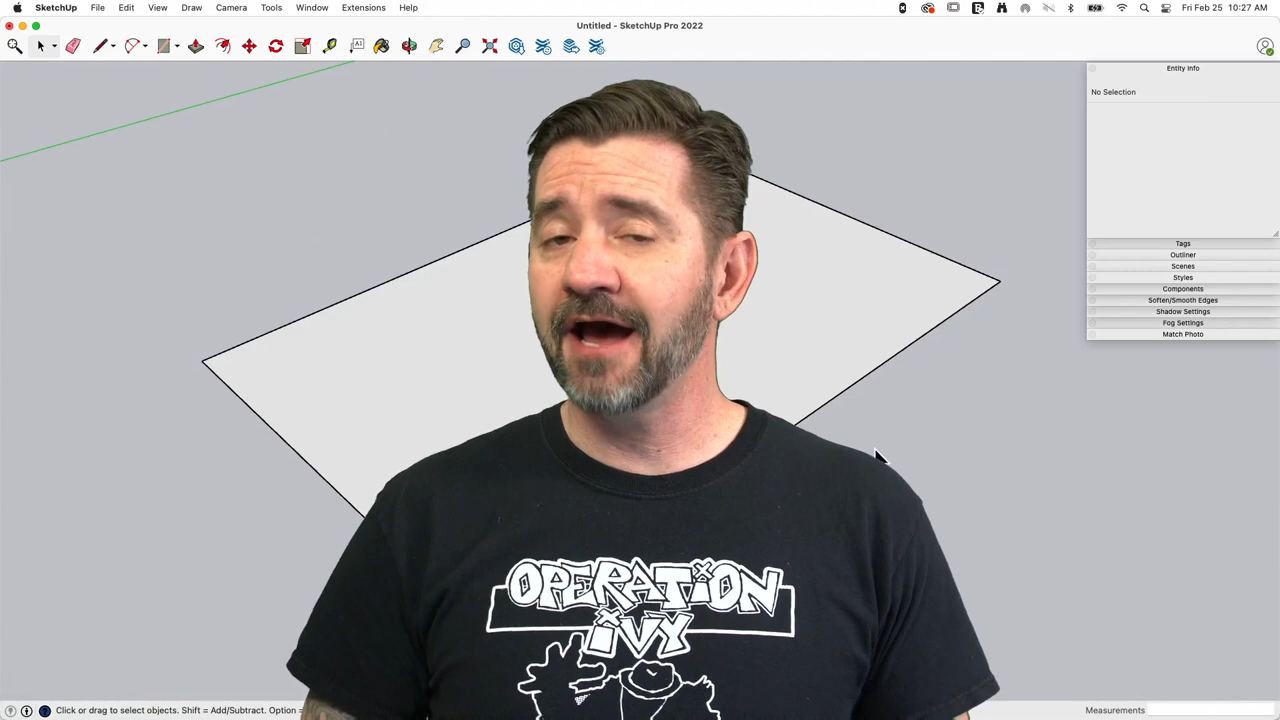 SketchUp File Edit View Draw Camera Tools Window Extensions Help Fri Feb 25 10:27 AM
Untitled - SketchUp Pro 2022
Entity Info
No Selection
Tags
Outliner
Scenes
Styles
Components
Soften/Smooth Edges
Shadow Settings
Fog Settings
Match Photo
OPERATION
IVY
Click or drag to select objects. Shift = Add/Subtract. Option = Measurements